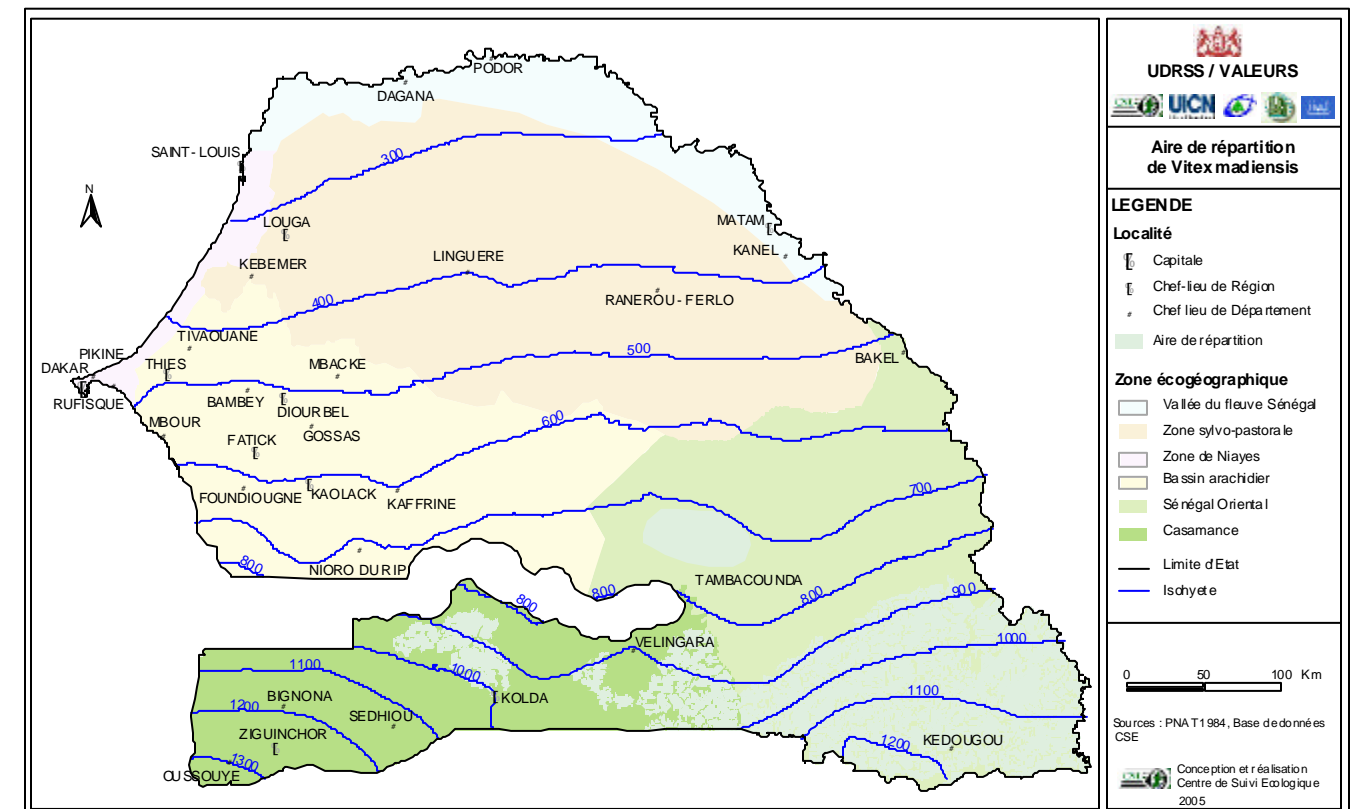 PODOR
DAGANA
SAINT-LOUIS
300
N
LOUGA
MATAM
KEBEMER
LINGUERE
KANEL
400
RANEROU-FERLO
TIVAOUANE
PIKINE
500
DAKAR
THIES
MBACKE
BAKEL
RUFISQUE
BAMBEY
DIOURBEL
MBOUR
600
FATICK
GOSSAS
FOUNDIOUGNE
KAOLACK
KAFFRINE
700
800
NIORO DU RIP
TAMBACOUNDA
800
800
800
900
VELINGARA
1000
1100
1000
BIGNONA
KOLDA
1100
1200
SEDHIOU
ZIGUINCHOR
1200
KEDOUGOU
1300
OUSSOUYE
UDRSS / VALEURS
UICN
Aire de répartition
de Vitex madiensis
LEGENDE
Localité
Capitale
Chef-lieu de Région
Chef lieu de Département
Aire de répartition
Zone écogéographique
Vallée du fleuve Sénégal
Zone sylvo-pastorale
Zone de Niayes
Bassin arachidier
Sénégal Oriental
Casamance
Limite d'Etat
Isohyete
0 50 100 Km
Sources : PNAT 1984, Base de données
CSE
Conception et réalisation
Centre de Suivi Ecologique
2005